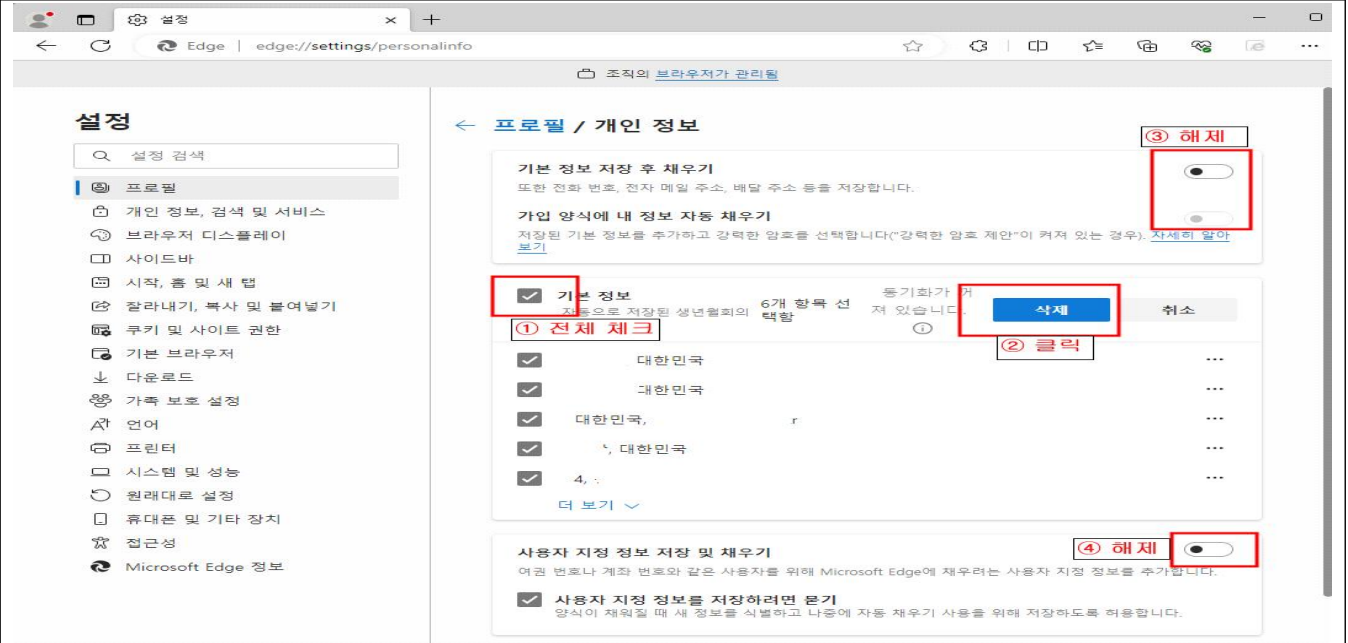 설정
Edge | edge://settings/personalinfo
조직의 브라우저가 관리됨
설정
설정 검색
프로필
개인 정보, 검색 및 서비스
브라우저 디스플레이
사이드바
시작, 홈 및 새 탭
잘라내기, 복사 및 붙여넣기
쿠키 및 사이트 권한
기본 브라우저
다운로드
가족 보호 설정
언어
프린터
시스템 및 성능
원래대로 설정
휴대폰 및 기타 장치
접근성
Microsoft Edge 정보
프로필 / 개인 정보
③ 해제
기본 정보 저장 후 채우기
또한 전화 번호, 전자 메일 주소, 배달 주소 등을 저장합니다.
가입 양식에 내 정보 자동 채우기
저장된 기본 정보를 추가하고 강력한 암호를 선택합니다("강력한 암호 제안"이 켜져 있는 경우). 자세히 알아
보기
기본 정보
자동으로 저장된 생년월회의
6개 항목 선
택함
동기화가 꺼
져 있습니다.
삭제
취소
① 전체 체크
② 클릭
대한민국
대한민국
대한민국,
r
, 대한민국
4,
더 보기
사용자 지정 정보 저장 및 채우기
④ 해제
여권 번호나 계좌 번호와 같은 사용자를 위해 Microsoft Edge에 채우려는 사용자 지정 정보를 추가합니다.
사용자 지정 정보를 저장하려면 묻기
양식이 채워질 때 새 정보를 식별하고 나중에 자동 채우기 사용을 위해 저장하도록 허용합니다.